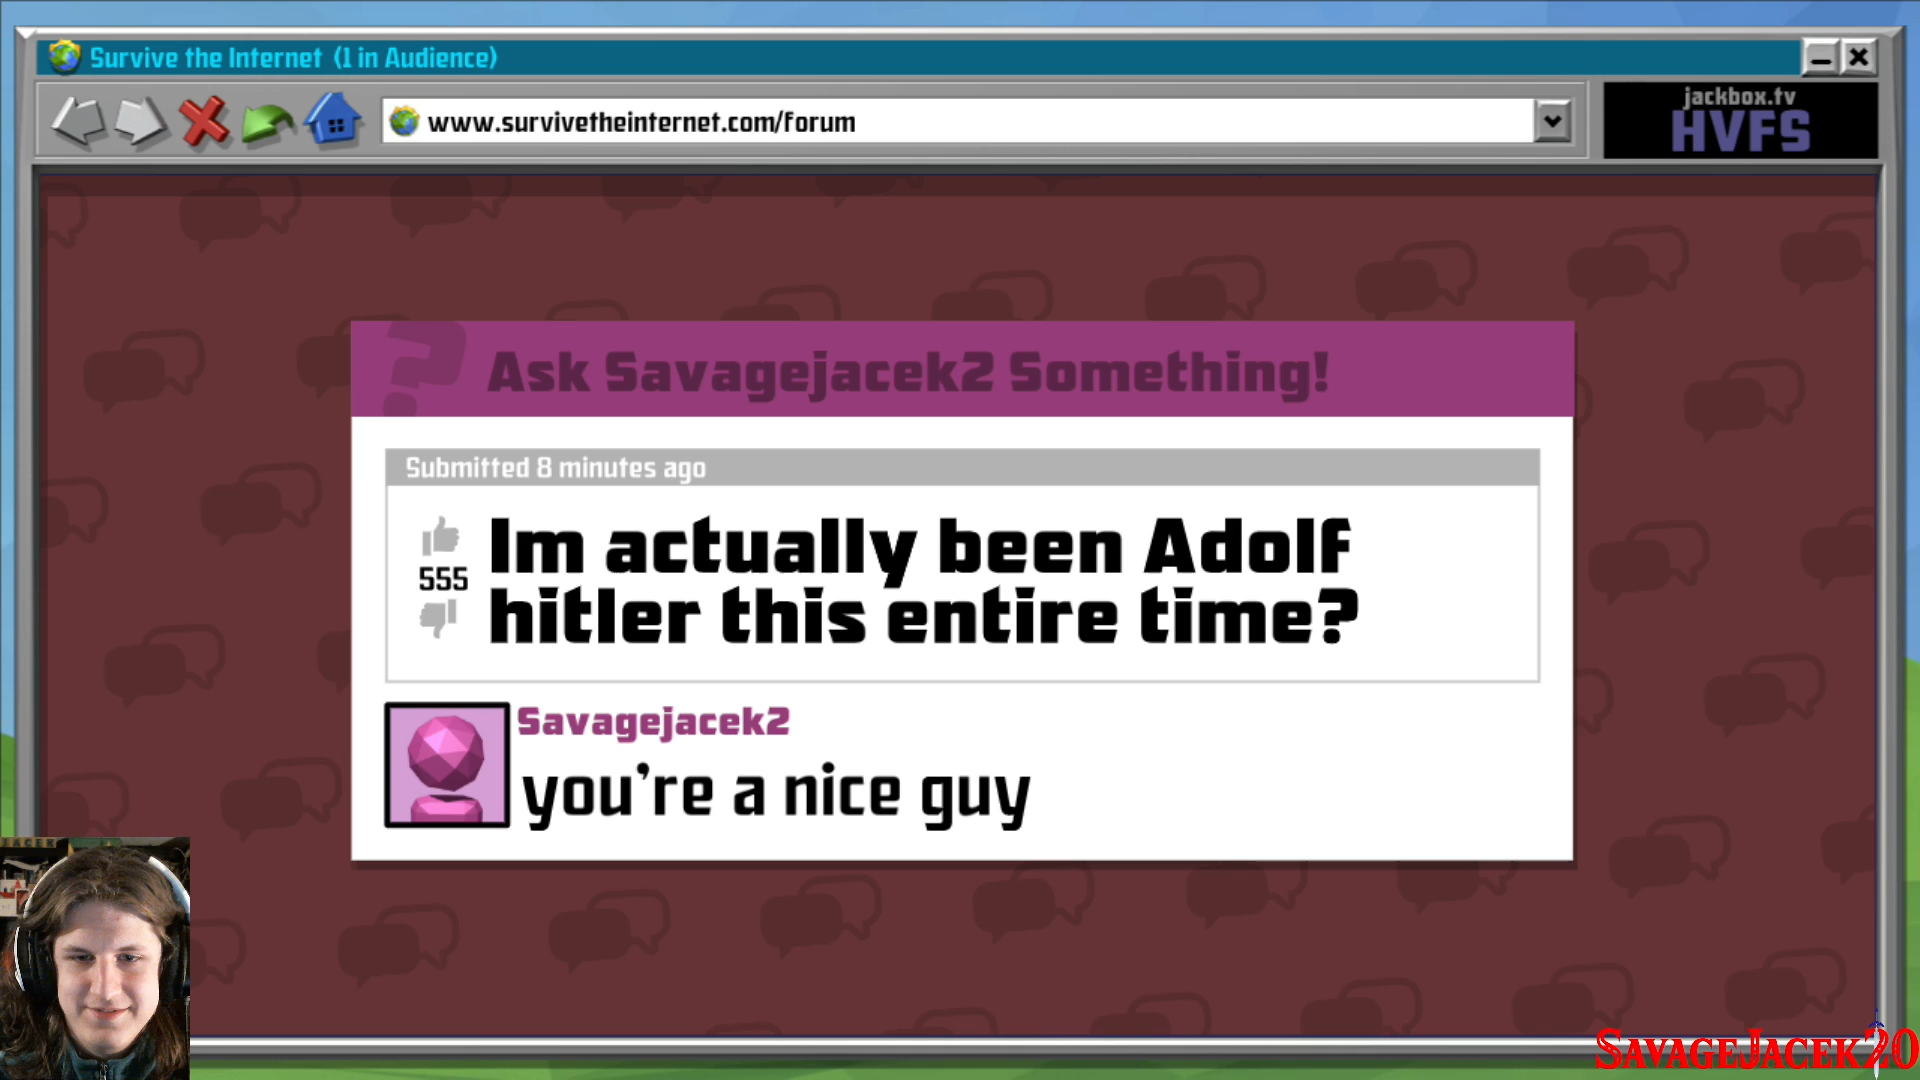 Survive the Internet (1 in Audience)
www.survivetheinternet.com/forum
jackbox.tv
HVFS
Ask Savagejacek2 Something!
Submitted 8 minutes ago
555
Im actually been Adolf
hitler this entire time?
Savagejacek2
you're a nice guy
JACEK
SAVAGEJACEK20